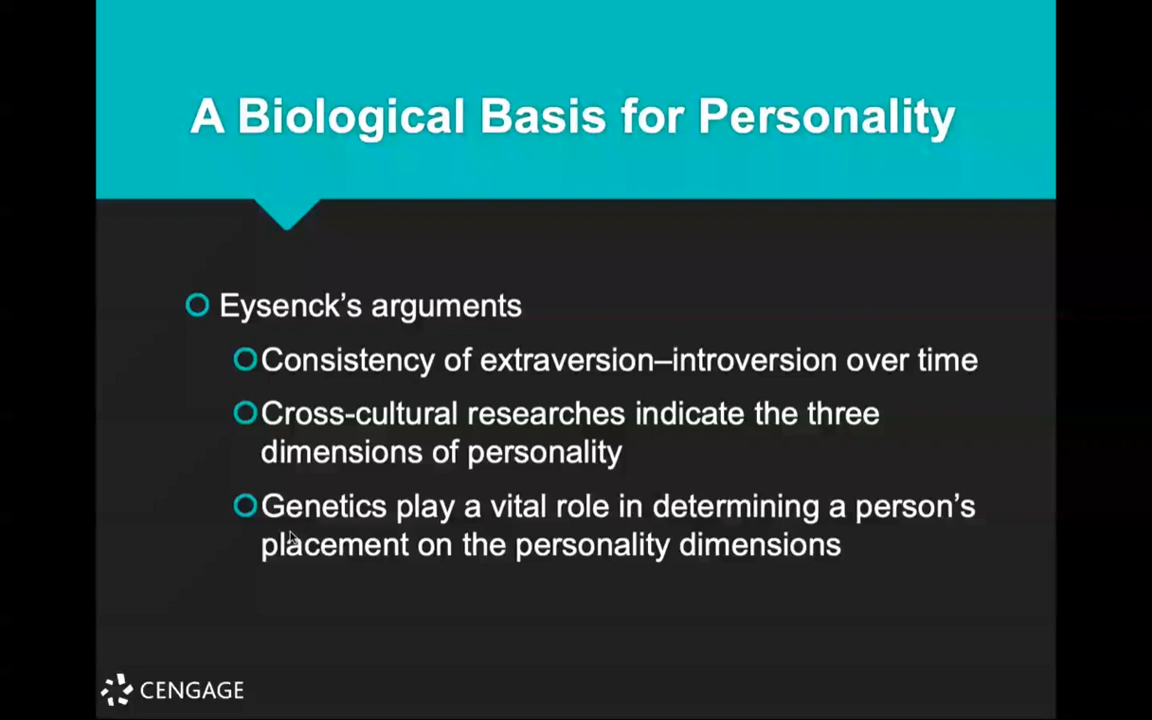 A Biological Basis for Personality
Eysenck’s arguments
Consistency of extraversion–introversion over time
Cross-cultural researches indicate the three
dimensions of personality
Genetics play a vital role in determining a person’s
placement on the personality dimensions
CENGAGE